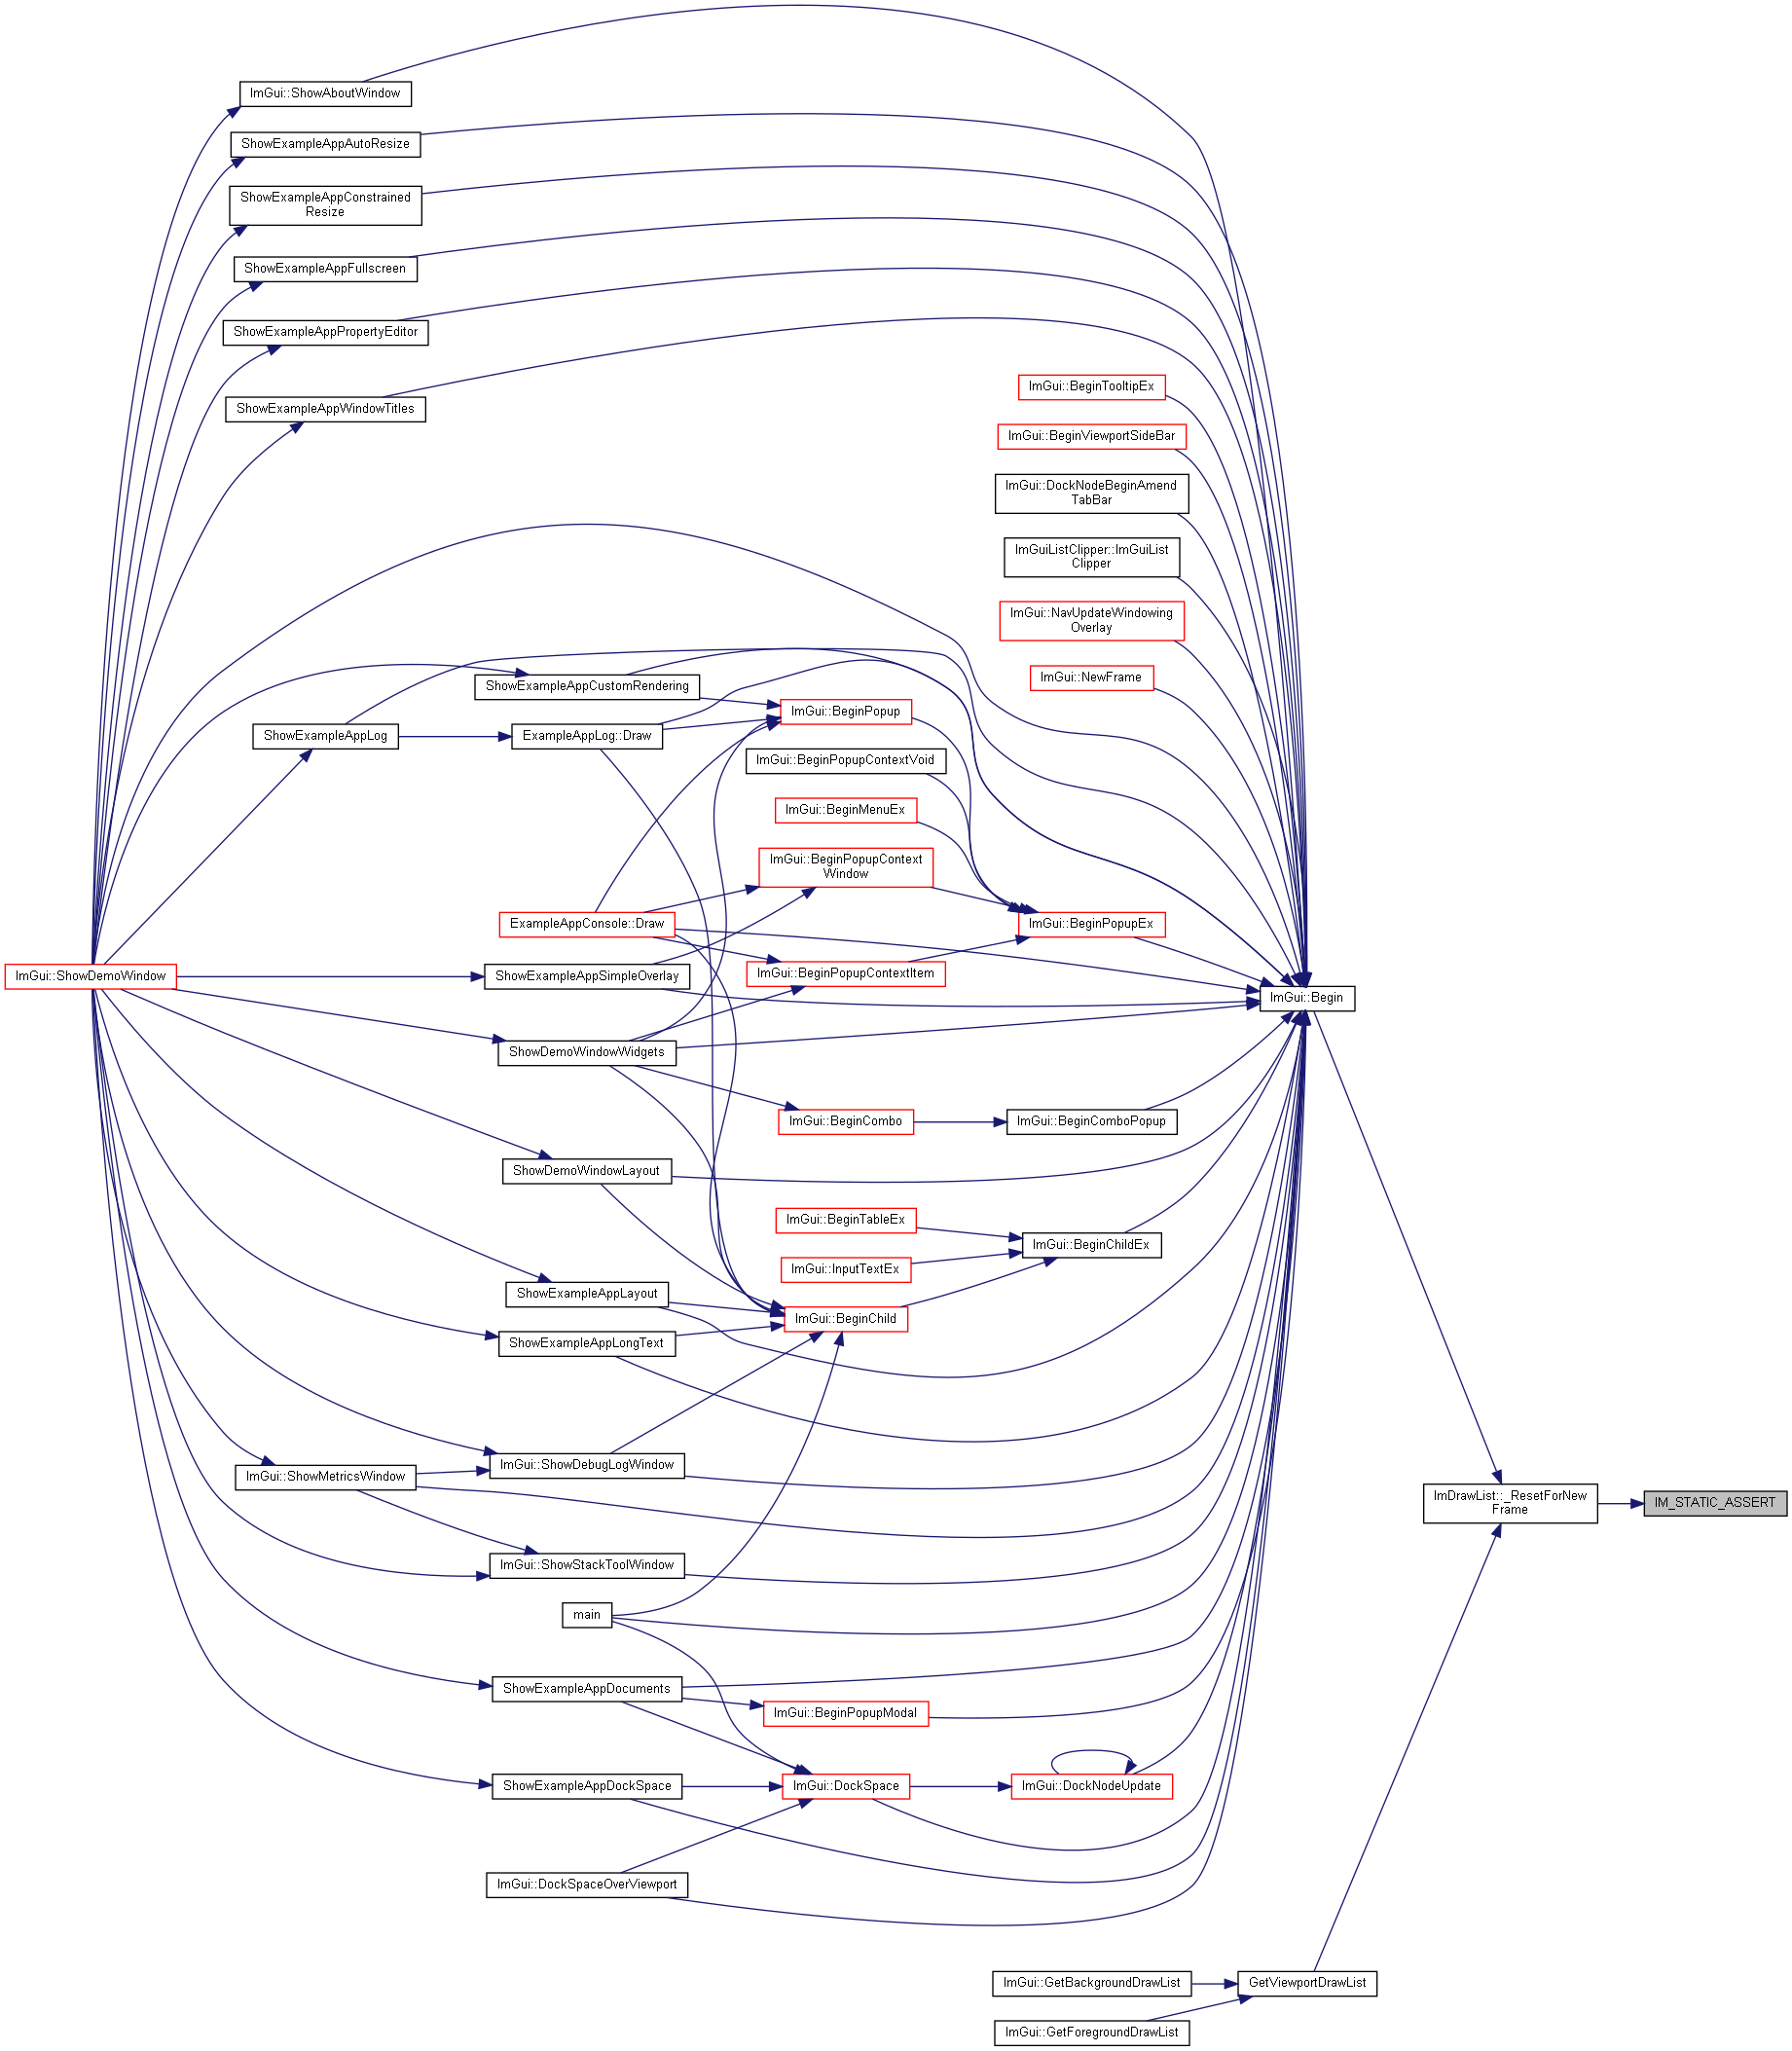 ImGui::ShowAboutWindow
ShowExampleAppAutoResize
ShowExampleAppConstrained
Resize
ShowExampleAppFullscreen
ShowExampleAppPropertyEditor
ImGui::BeginTooltipEx
ShowExampleAppWindowTitles
ImGui::BeginViewportSideBar
ImGui::DockNodeBeginAmend
TabBar
ImGuiListClipper::ImGuiList
Clipper
ImGui::NavUpdateWindowing
Overlay
ImGui::NewFrame
ShowExampleAppCustomRendering
ImGui::BeginPopup
ShowExampleAppLog
ExampleAppLog::Draw
ImGui::BeginPopupContextVoid
ImGui::BeginMenuEx
ImGui::BeginPopupContext
Window
ExampleAppConsole::Draw
ImGui::BeginPopupEx
ImGui::ShowDemoWindow
ShowExampleAppSimpleOverlay
ImGui::BeginPopupContextItem
ImGui::Begin
ShowDemoWindowWidgets
ImGui::BeginCombo
ImGui::BeginComboPopup
ShowDemoWindowLayout
ImGui::BeginTableEx
ImGui::BeginChildEx
ImGui::InputTextEx
ShowExampleAppLayout
ImGui::BeginChild
ShowExampleAppLongText
ImGui::ShowDebugLogWindow
ImGui::ShowMetricsWindow
ImDrawList::_ResetForNew
Frame
IM_STATIC_ASSERT
ImGui::ShowStackToolWindow
main
ShowExampleAppDocuments
ImGui::BeginPopupModal
ShowExampleAppDockSpace
ImGui::DockSpace
ImGui::DockNodeUpdate
ImGui::DockSpaceOverViewport
ImGui::GetBackgroundDrawList
GetViewportDrawList
ImGui::GetForegroundDrawList